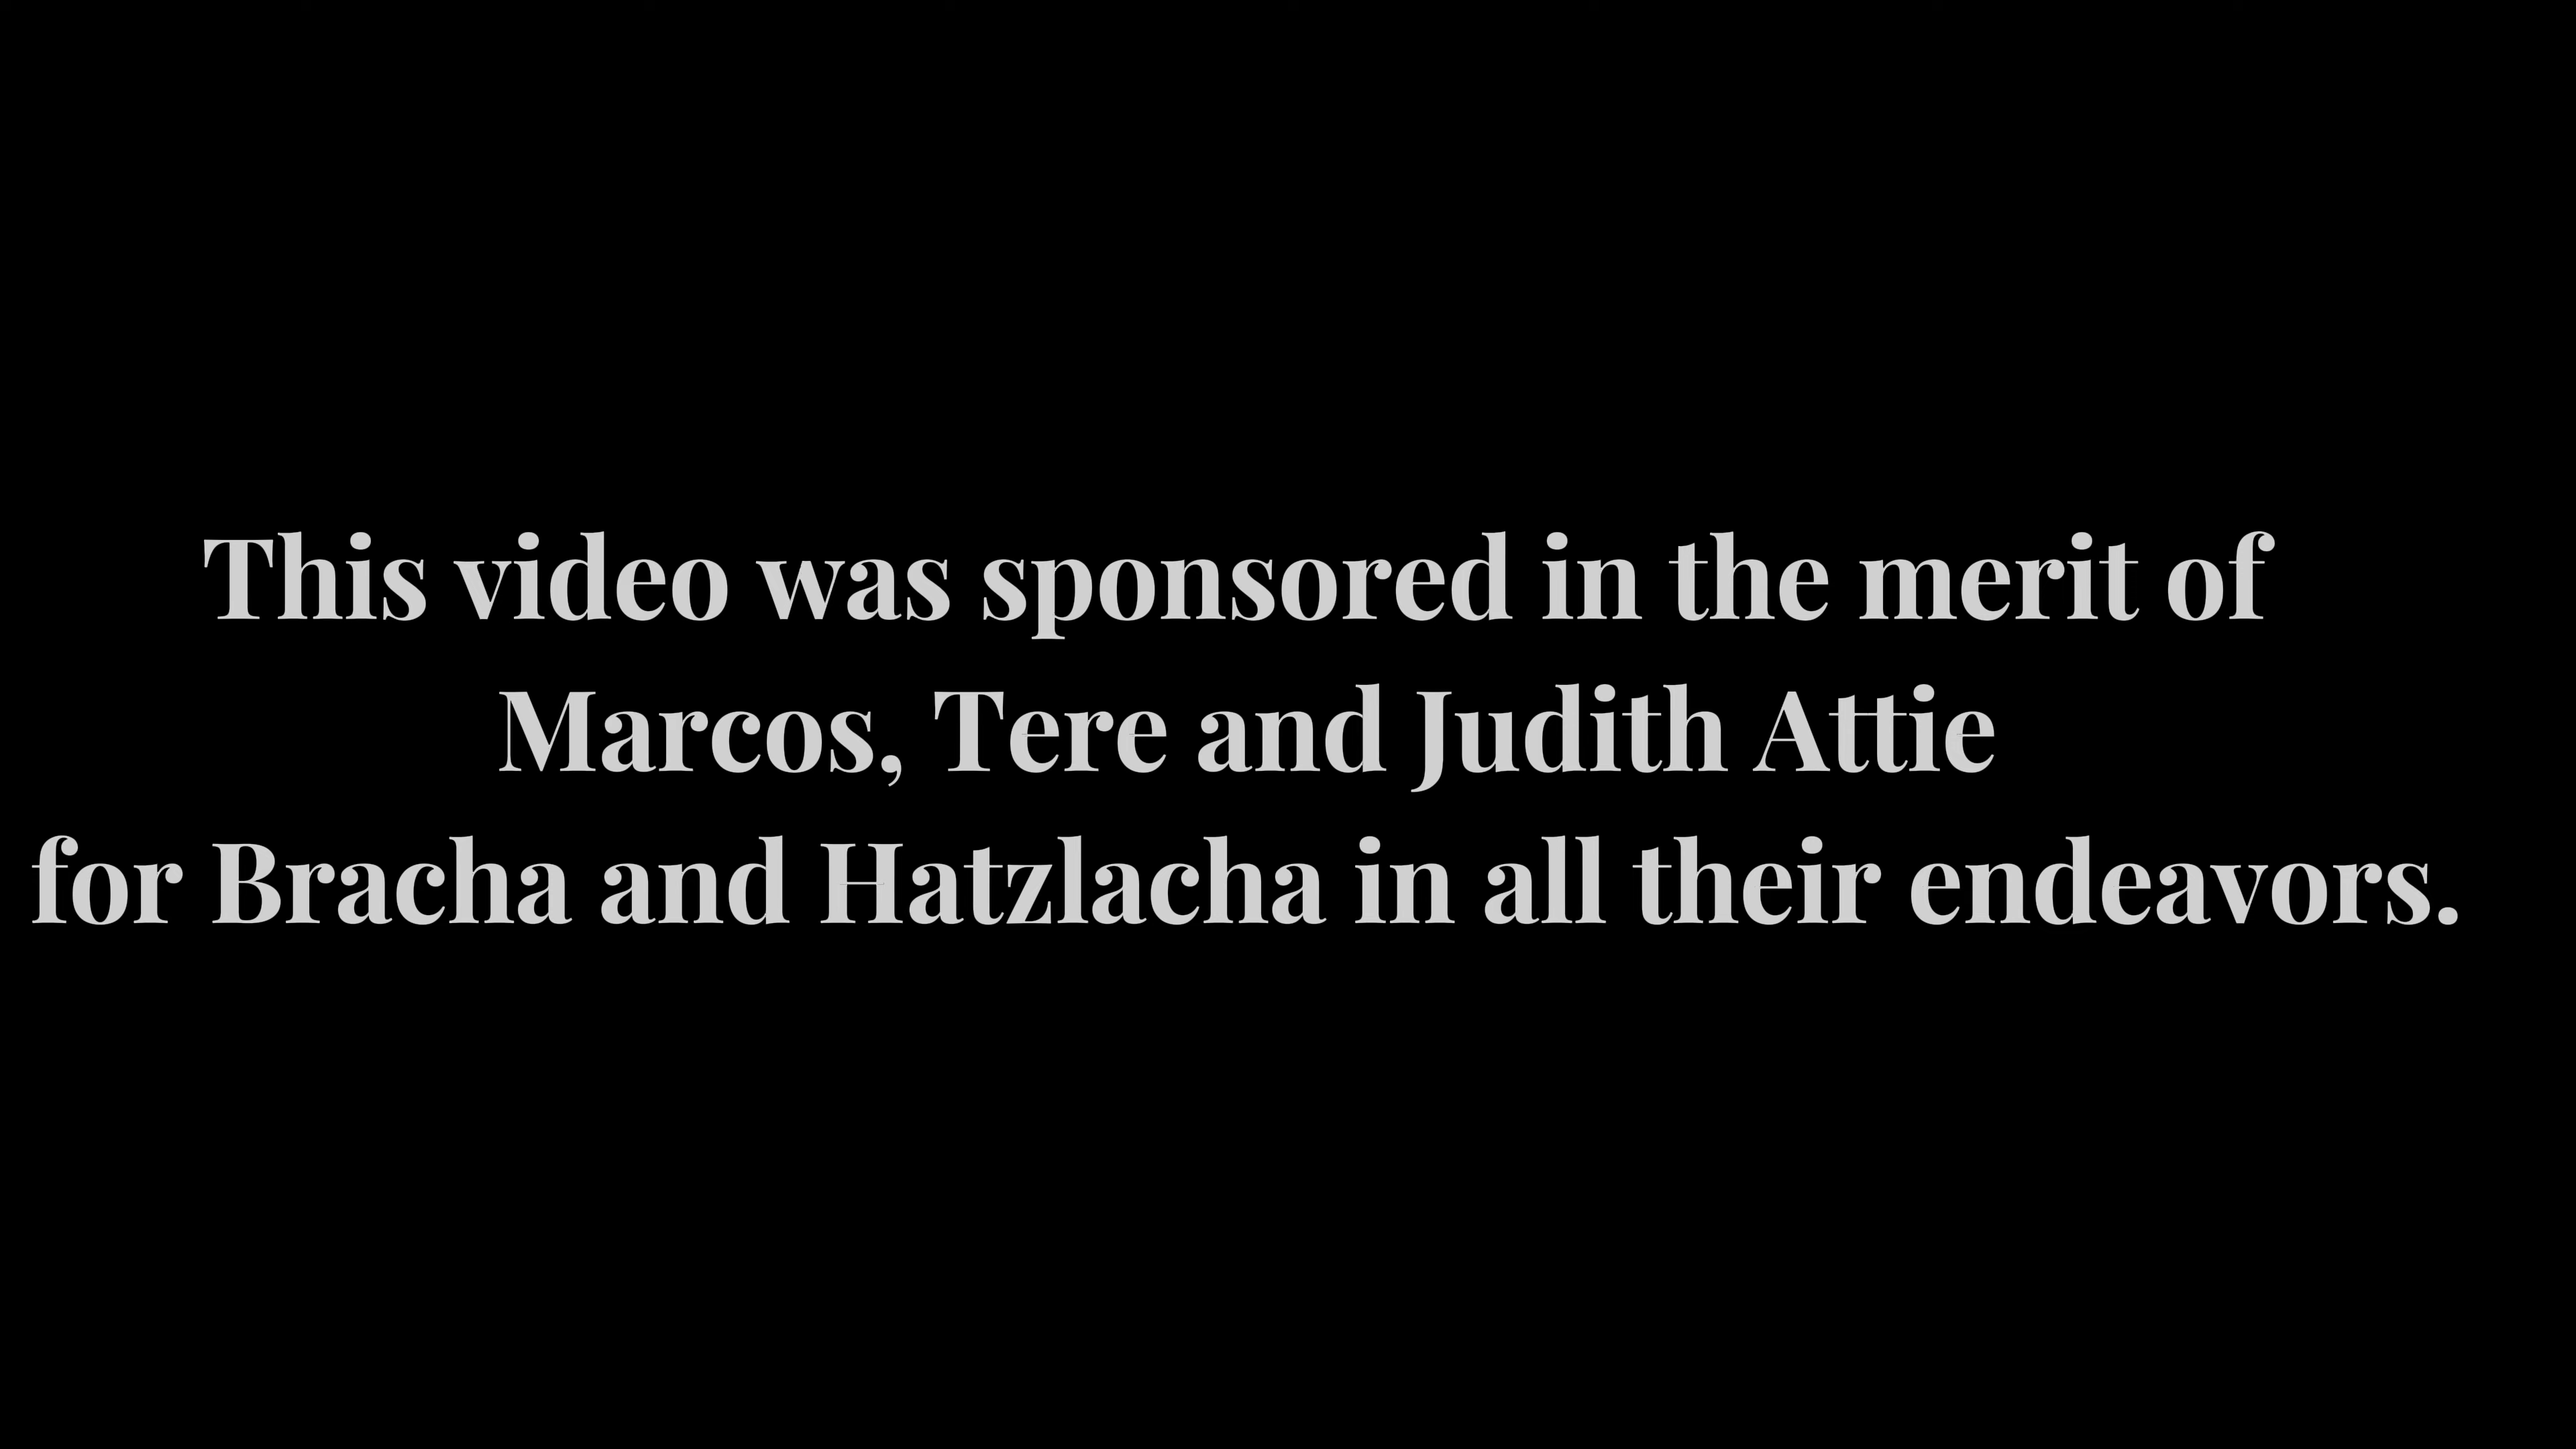 This video was sponsored in the merit of
Marcos, Tere and Judith Attie
for Bracha and Hatzlacha in all their endeavors.